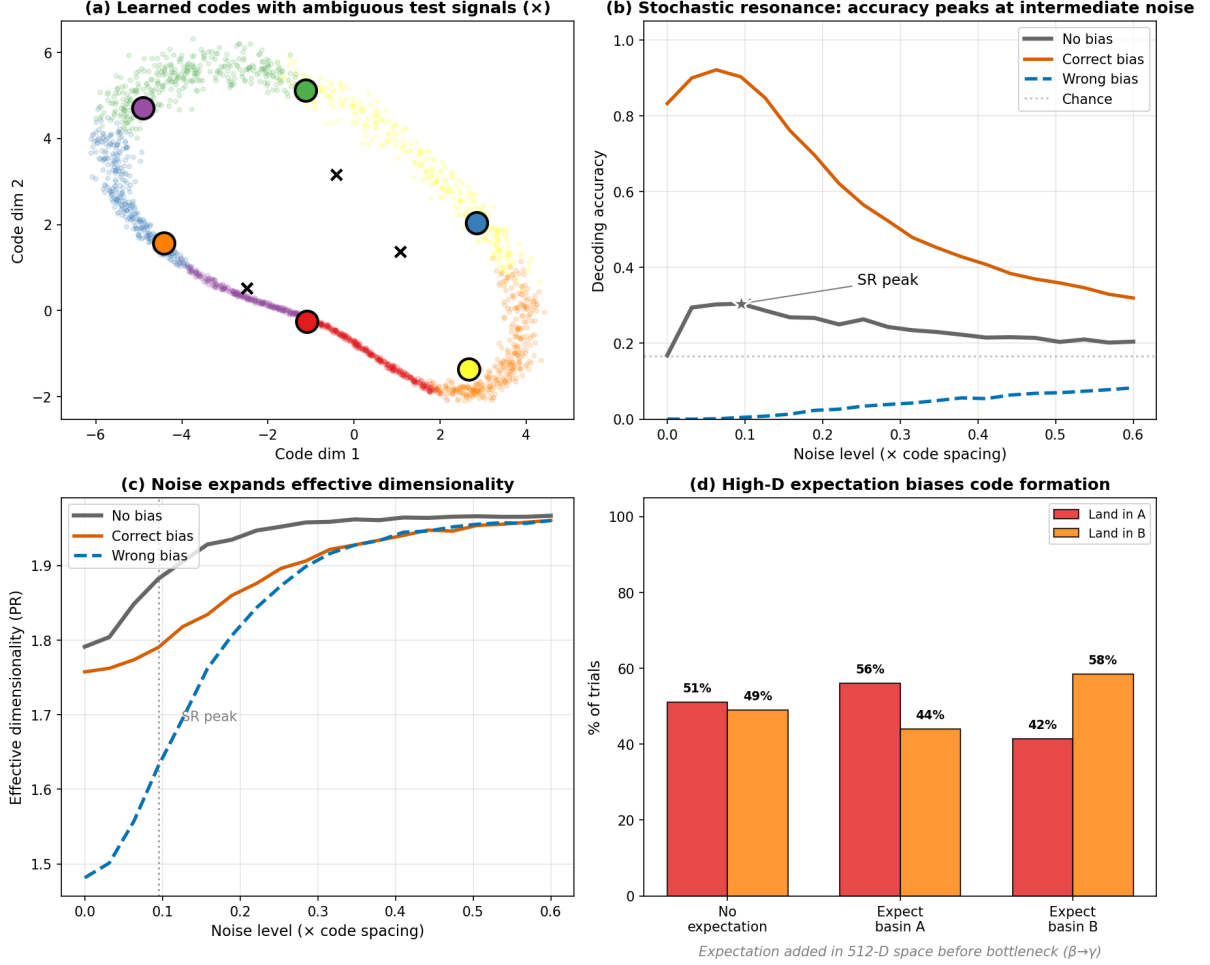 (a) Learned codes with ambiguous test signals (×)
Code dim 2
6
4
2
0
−2
−6
−4
−2
0
2
4
Code dim 1
(b) Stochastic resonance: accuracy peaks at intermediate noise
Decoding accuracy
1.0
0.8
0.6
0.4
0.2
0.0
No bias
Correct bias
Wrong bias
Chance
SR peak
0.0
0.1
0.2
0.3
0.4
0.5
0.6
Noise level (× code spacing)
(c) Noise expands effective dimensionality
Effective dimensionality (PR)
1.9
1.8
1.7
1.6
1.5
No bias
Correct bias
Wrong bias
SR peak
0.0
0.1
0.2
0.3
0.4
0.5
0.6
Noise level (× code spacing)
(d) High-D expectation biases code formation
% of trials
100
80
60
40
20
0
Land in A
Land in B
51%
49%
56%
44%
42%
58%
No
expectation
Expect
basin A
Expect
basin B
Expectation added in 512-D space before bottleneck (β→γ)